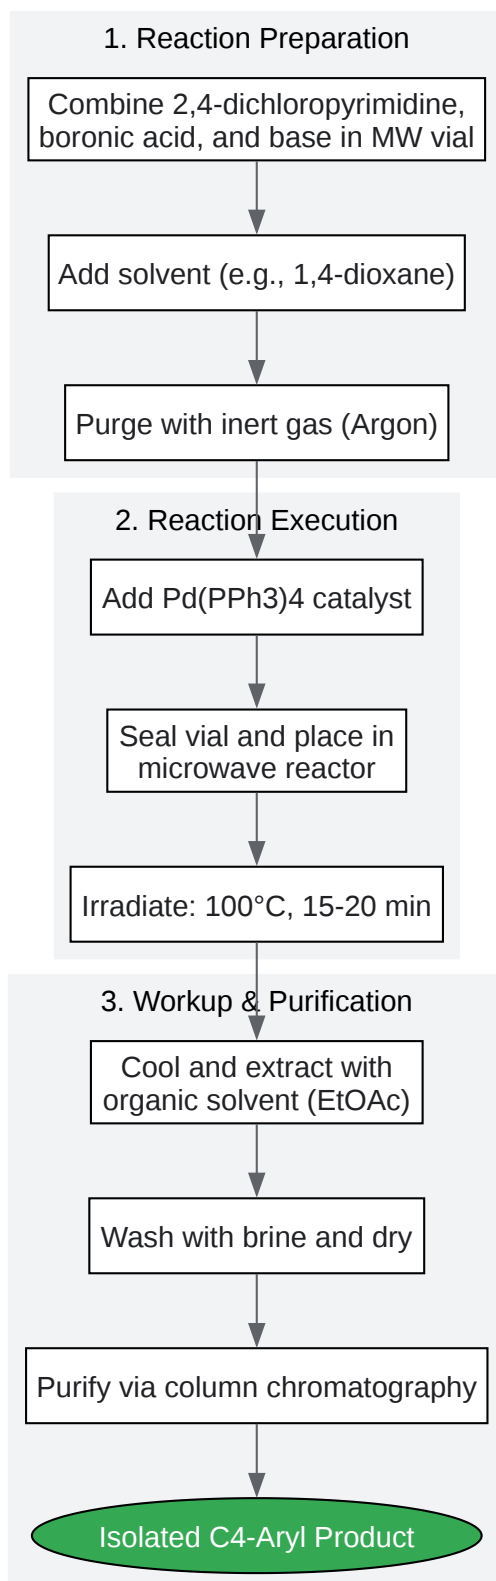 1. Reaction Preparation
Combine 2,4-dichloropyrimidine,
boronic acid, and base in MW vial
Add solvent (e.g., 1,4-dioxane)
Purge with inert gas (Argon)
2. Reaction Execution
Add Pd(PPh3)4 catalyst
Seal vial and place in
microwave reactor
Irradiate: 100°C, 15-20 min
3. Workup & Purification
Cool and extract with
organic solvent (EtOAc)
Wash with brine and dry
Purify via column chromatography
Isolated C4-Aryl Product